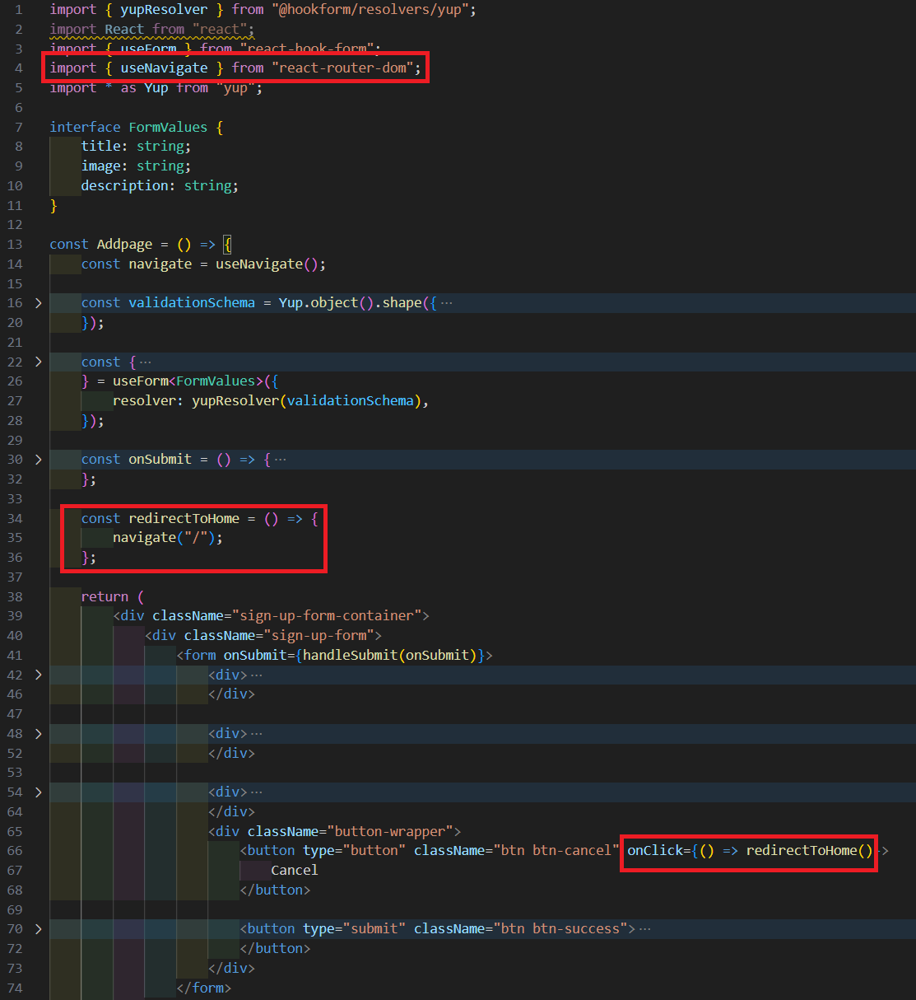 1 import { yupResolver } from "@hookform/resolvers/yup";
2 import React from "react";
3 import { useForm } from "react-hook-form";
4 import { useNavigate } from "react-router-dom";
5 import * as Yup from "yup";
6
7 interface FormValues {
8 title: string;
9 image: string;
10 description: string;
11 }
12
13 const Addpage = () => {
14 const navigate = useNavigate();
15
16 const validationSchema = Yup.object().shape({ ...
20 });
21
22 const { ...
26 } = useForm<FormValues>({
27 resolver: yupResolver(validationSchema),
28 });
29
30 const onSubmit = () => { ...
32 };
33
34 const redirectToHome = () => {
35 navigate("/");
36 };
37
38 return (
39 <div className="sign-up-form-container">
40 <div className="sign-up-form">
41 <form onSubmit={handleSubmit(onSubmit)}>
42 <div> ...
46 </div>
47
48 <div> ...
52 </div>
53
54 <div> ...
64 </div>
65 <div className="button-wrapper">
66 <button type="button" className="btn btn-cancel" onClick={() => redirectToHome()>
67 Cancel
68 </button>
69
70 <button type="submit" className="btn btn-success"> ...
72 </button>
73 </div>
74 </form>